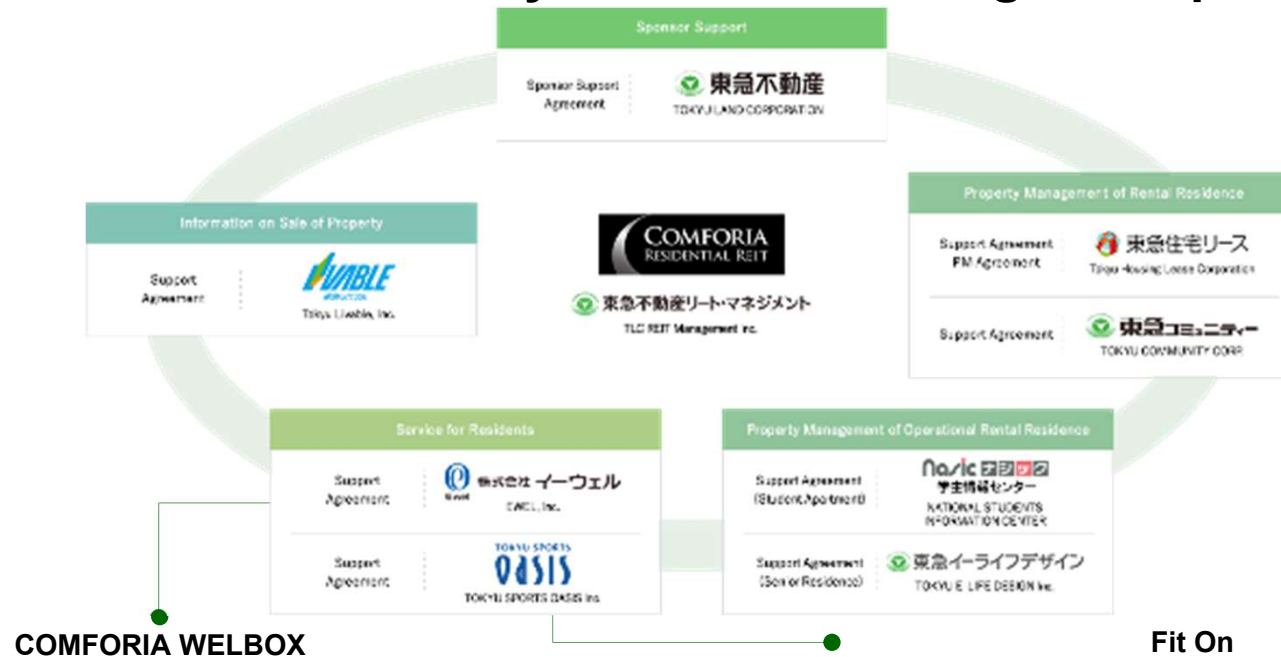 Sponsor Support
Sponsor Support
Agreement
東急不動産
TOKYU LAND CORPORATION
Information on Sale of Property
Support
Agreement
LIVABLE
Tokyu Livable, Inc.
COMFORIA
RESIDENTIAL REIT
東急不動産リート・マネジメント
TLC REIT Management Inc.
Property Management of Rental Residence
Support Agreement
PM Agreement
東急住宅リース
Tokyu Housing Lease Corporation
Support Agreement
東急コミュニティー
TOKYU COMMUNITY CORP.
Service for Residents
Support
Agreement
株式会社 イーウェル
EWEL, Inc.
Support
Agreement
TOKYU SPORTS
OASIS
TOKYU SPORTS OASIS Inc.
Property Management of Operational Rental Residence
Support Agreement
(Student Apartment)
nasic ナジック
学生情報センター
NATIONAL STUDENTS
INFORMATION CENTER
Support Agreement
(Senior Residence)
東急イーライフデザイン
TOKYU E-LIFE DESIGN Inc.
COMFORIA WELBOX
Fit On